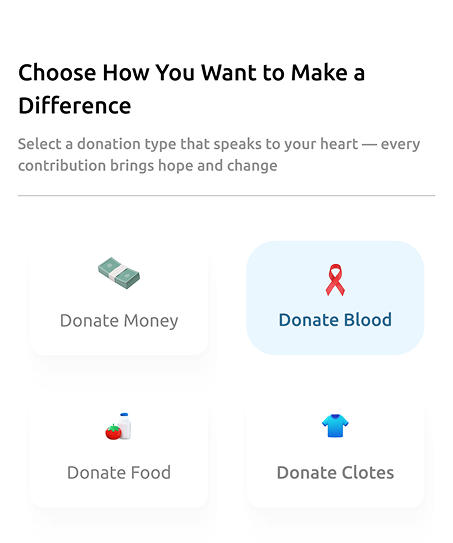 Choose How You Want to Make a
Difference
Select a donation type that speaks to your heart — every
contribution brings hope and change
Donate Money
Donate Blood
Donate Food
Donate Clotes